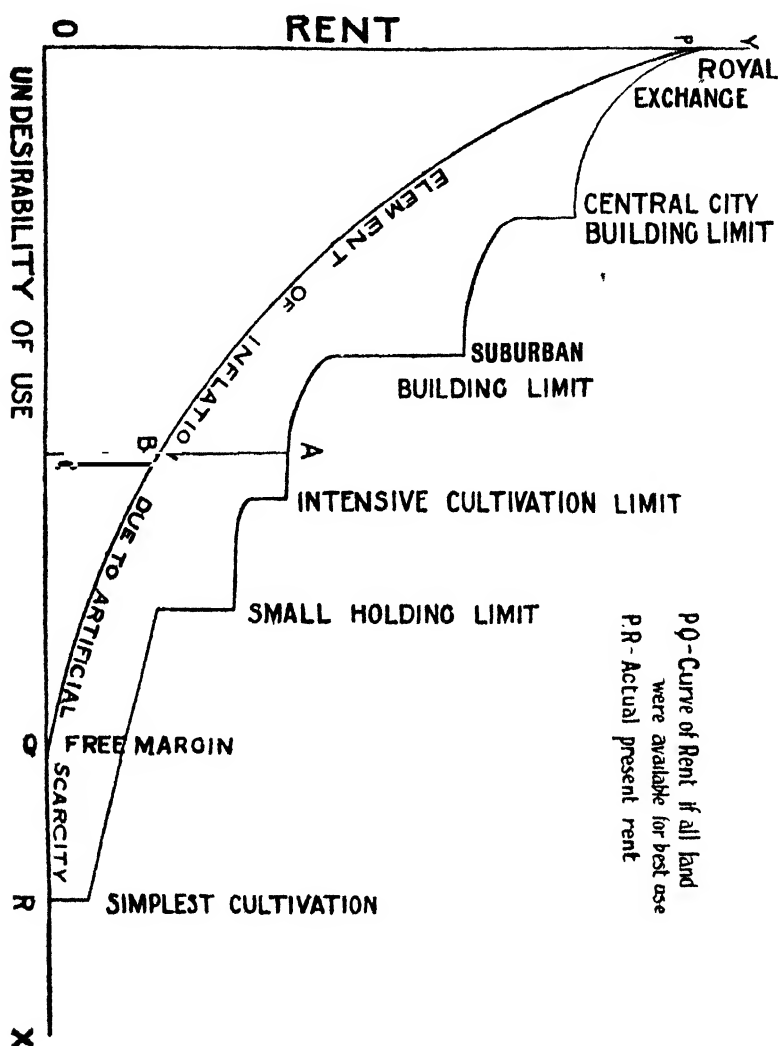 O
RENT
P
Y
ROYAL
EXCHANGE
UNDESIRABILITY OF USE
ELEMENT OF INFLATIO
DUE TO ARTIFICIAL
SCARCITY
CENTRAL CITY
BUILDING LIMIT
SUBURBAN
BUILDING LIMIT
B
A
INTENSIVE CULTIVATION LIMIT
SMALL HOLDING LIMIT
Q FREE MARGIN
R
SIMPLEST CULTIVATION
X
PQ-Curve of Rent if all land
were available for best use
P.R-Actual present rent